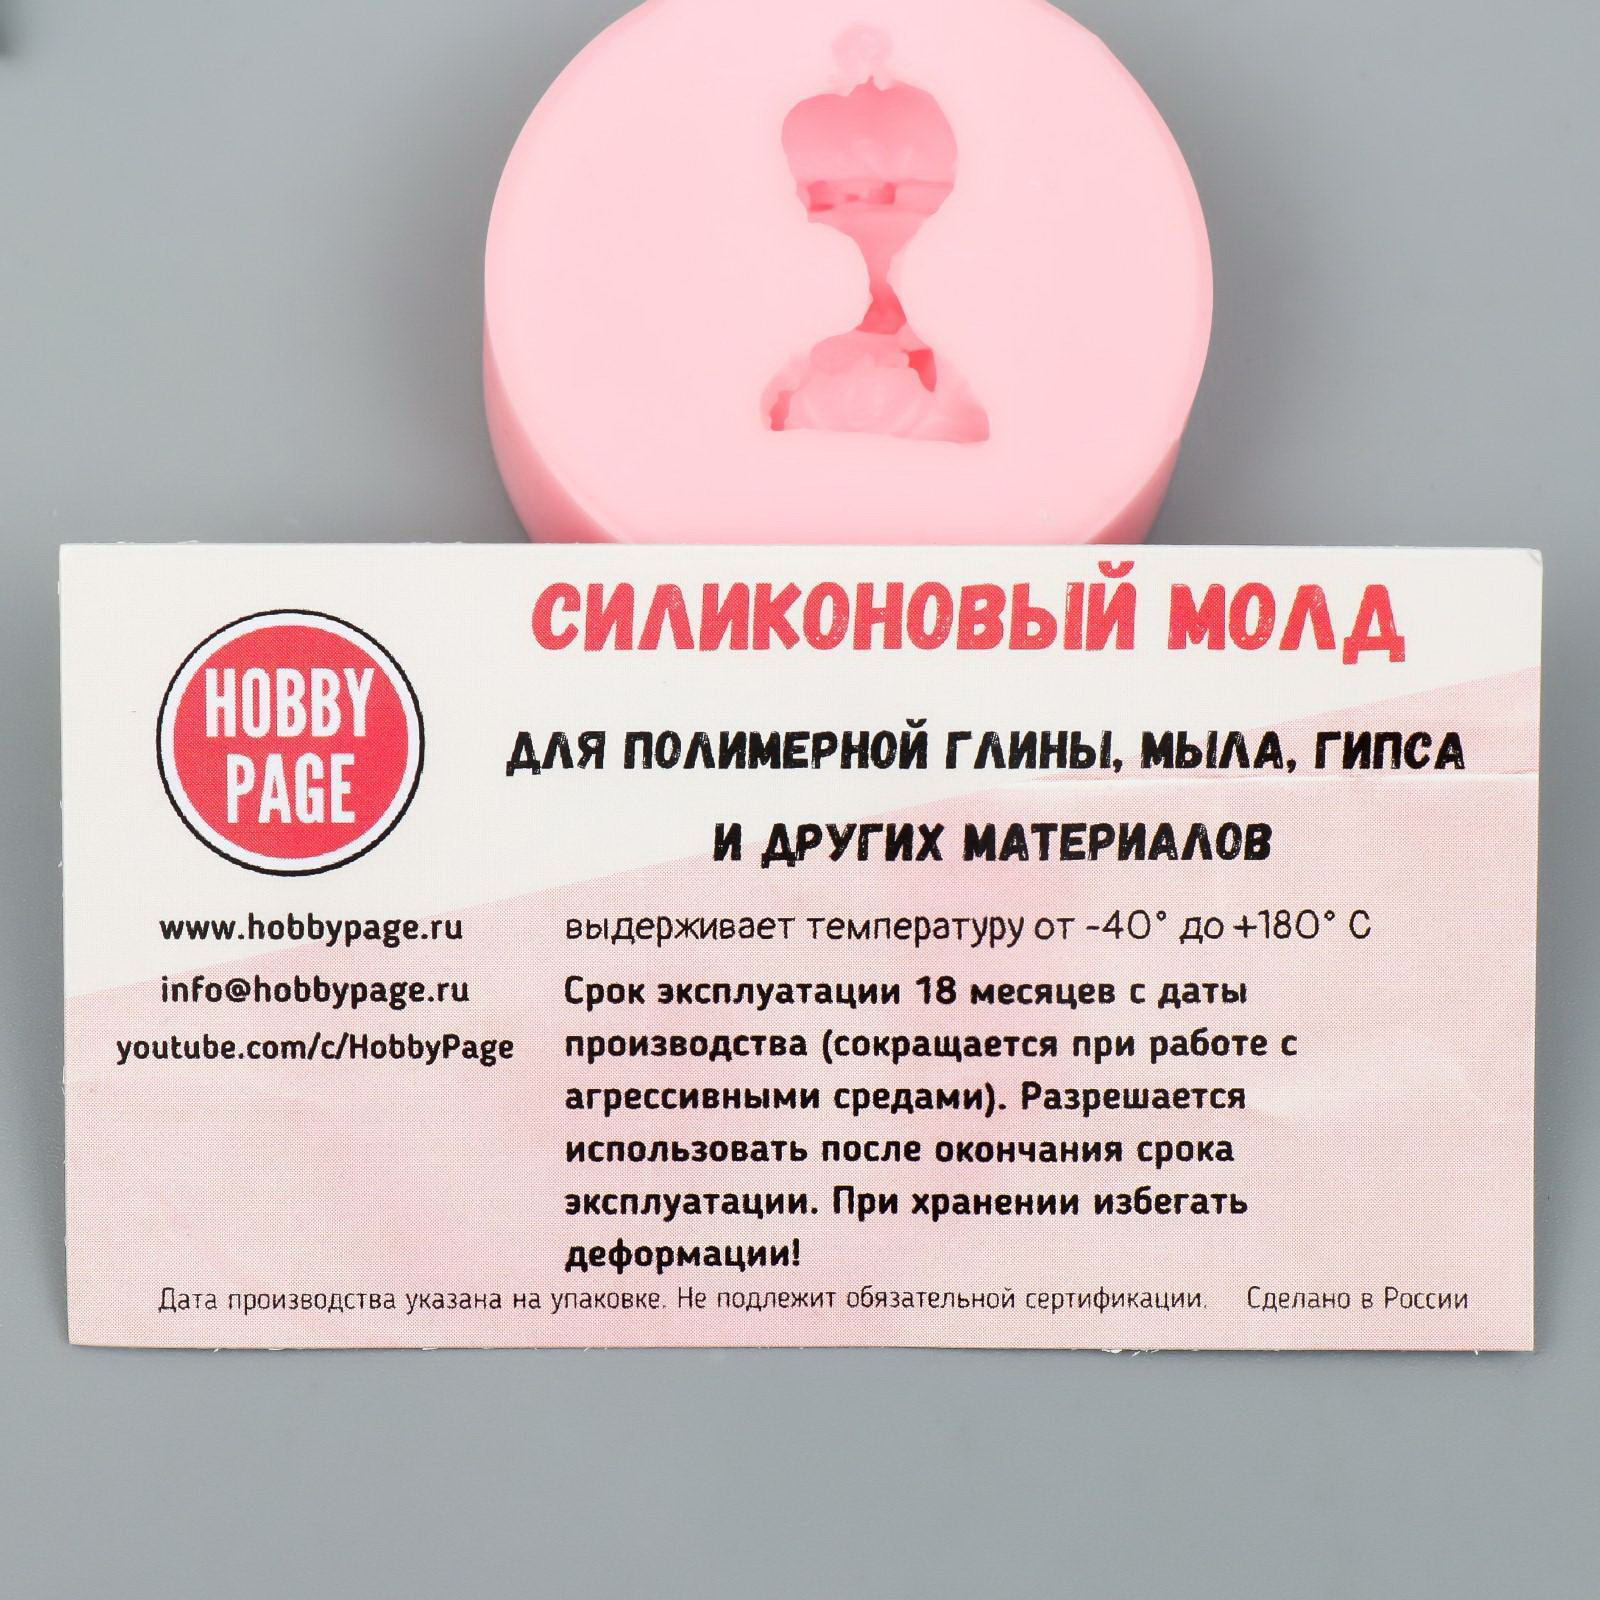 СИЛИКОНОВЫЙ МОЛД
HOBBY
PAGE
ДЛЯ ПОЛИМЕРНОЙ ГЛИНЫ, МЫЛА, ГИПСА
И ДРУГИХ МАТЕРИАЛОВ
www.hobbypage.ru
info@hobbypage.ru
youtube.com/c/HobbyPage
выдерживает температуру от -40° до +180° С
Срок эксплуатации 18 месяцев с даты
производства (сокращается при работе с
агрессивными средами). Разрешается
использовать после окончания срока
эксплуатации. При хранении избегать
деформации!
Дата производства указана на упаковке. Не подлежит обязательной сертификации. Сделано в России